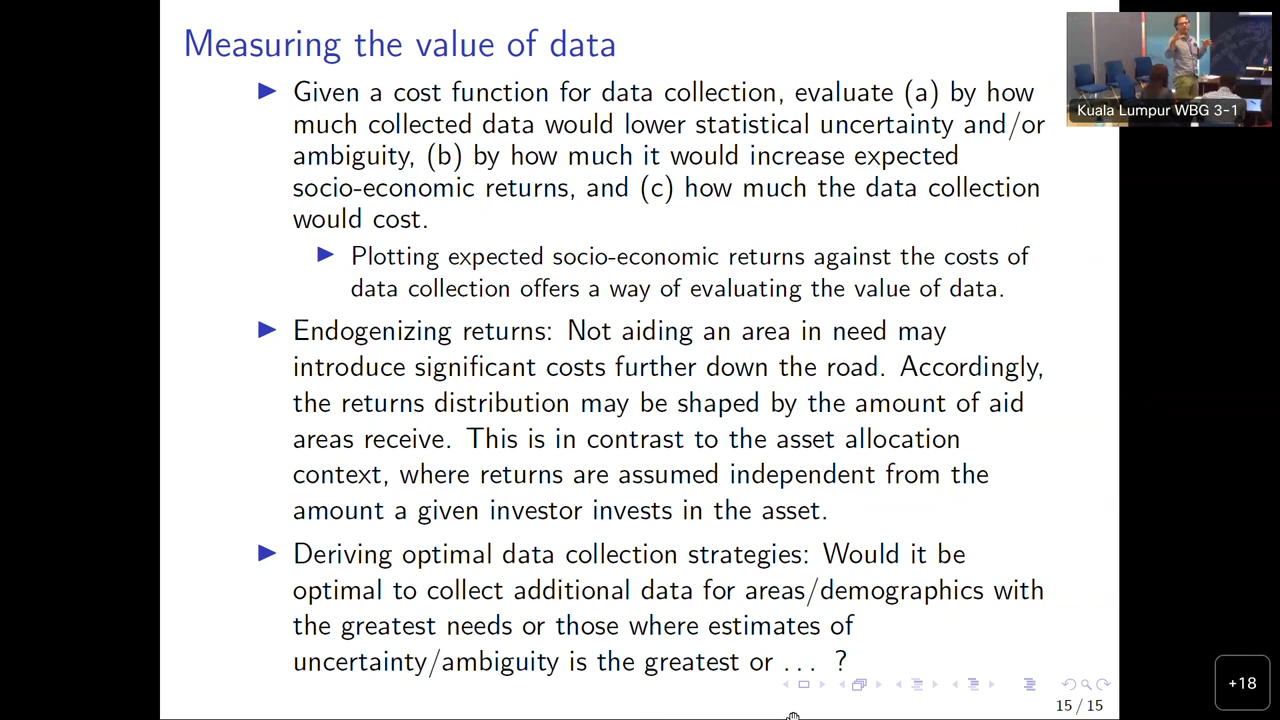 Measuring the value of data
Given a cost function for data collection, evaluate (a) by how
much collected data would lower statistical uncertainty and/or
ambiguity, (b) by how much it would increase expected
socio-economic returns, and (c) how much the data collection
would cost.
Plotting expected socio-economic returns against the costs of
data collection offers a way of evaluating the value of data.
Endogenizing returns: Not aiding an area in need may
introduce significant costs further down the road. Accordingly,
the returns distribution may be shaped by the amount of aid
areas receive. This is in contrast to the asset allocation
context, where returns are assumed independent from the
amount a given investor invests in the asset.
Deriving optimal data collection strategies: Would it be
optimal to collect additional data for areas/demographics with
the greatest needs or those where estimates of
uncertainty/ambiguity is the greatest or ... ?
15 / 15
Kuala Lumpur WBG 3-1
+18